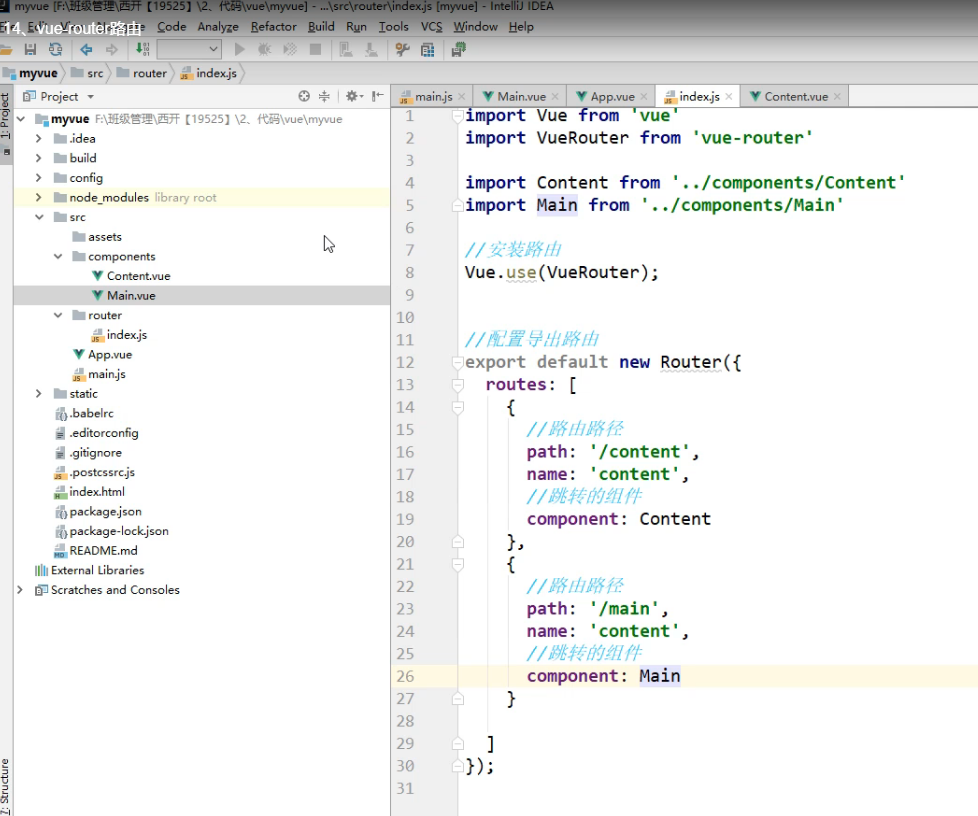 myvue [F:\班级管理\西开【19525】\2、代码\vue\myvue] - ...\src\router\index.js [myvue] - IntelliJ IDEA
14、vue-router路由
Code Analyze Refactor Build Run Tools VCS Window Help
myvue src router index.js
Project
main.js Main.vue App.vue index.js Content.vue
1: Project
myvue F:\班级管理\西开【19525】\2、代码\vue\myvue
.idea
build
config
node_modules library root
src
assets
components
Content.vue
Main.vue
router
index.js
App.vue
main.js
static
.babelrc
.editorconfig
.gitignore
.postcssrc.js
index.html
package.json
package-lock.json
README.md
External Libraries
Scratches and Consoles
7: Structure
1 import Vue from 'vue'
2 import VueRouter from 'vue-router'
3
4 import Content from '../components/Content'
5 import Main from '../components/Main'
6
7 //安装路由
8 Vue.use(VueRouter);
9
10
11 //配置导出路由
12 export default new Router({
13 routes: [
14 {
15 //路由路径
16 path: '/content',
17 name: 'content',
18 //跳转的组件
19 component: Content
20 },
21 {
22 //路由路径
23 path: '/main',
24 name: 'content',
25 //跳转的组件
26 component: Main
27 }
28
29 ]
30 });
31